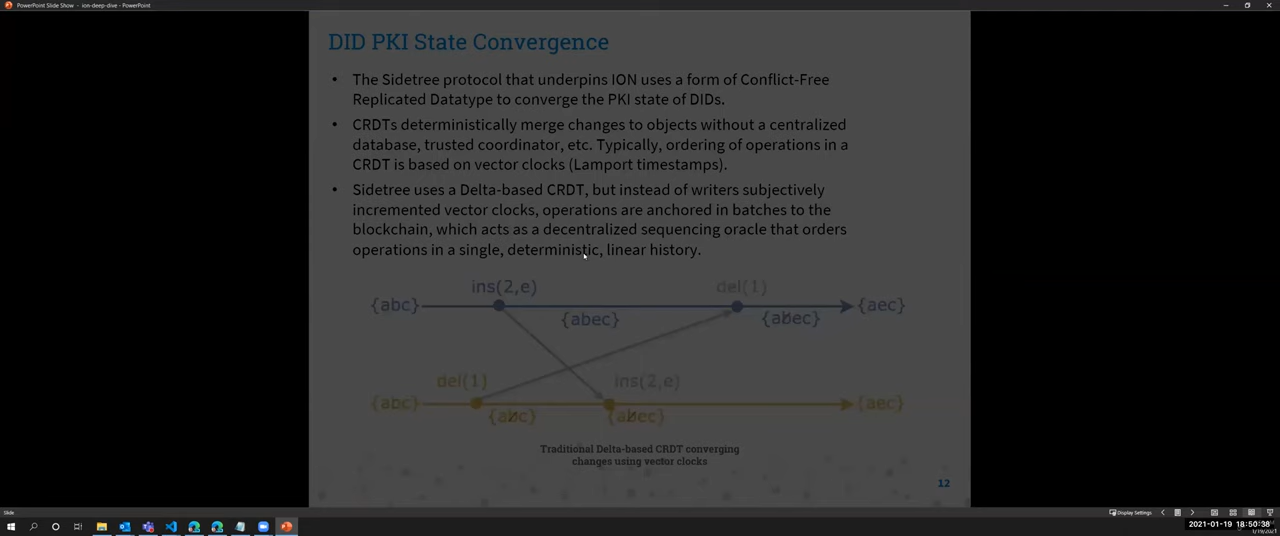 PowerPoint Slide Show - ion-deep-dive - PowerPoint
DID PKI State Convergence
• The Sidetree protocol that underpins ION uses a form of Conflict-Free
Replicated Datatype to converge the PKI state of DIDs.
• CRDTs deterministically merge changes to objects without a centralized
database, trusted coordinator, etc. Typically, ordering of operations in a
CRDT is based on vector clocks (Lamport timestamps).
• Sidetree uses a Delta-based CRDT, but instead of writers subjectively
incremented vector clocks, operations are anchored in batches to the
blockchain, which acts as a decentralized sequencing oracle that orders
operations in a single, deterministic, linear history.
ins(2,e) del(1)
{abc} {aec}
{abec} {abec}
del(1) ins(2,e)
{abc} {aec}
{abc} {abec}
Traditional Delta-based CRDT converging
changes using vector clocks
12
Slide Display Settings
2021-01-19 18:50:38
1/19/2021